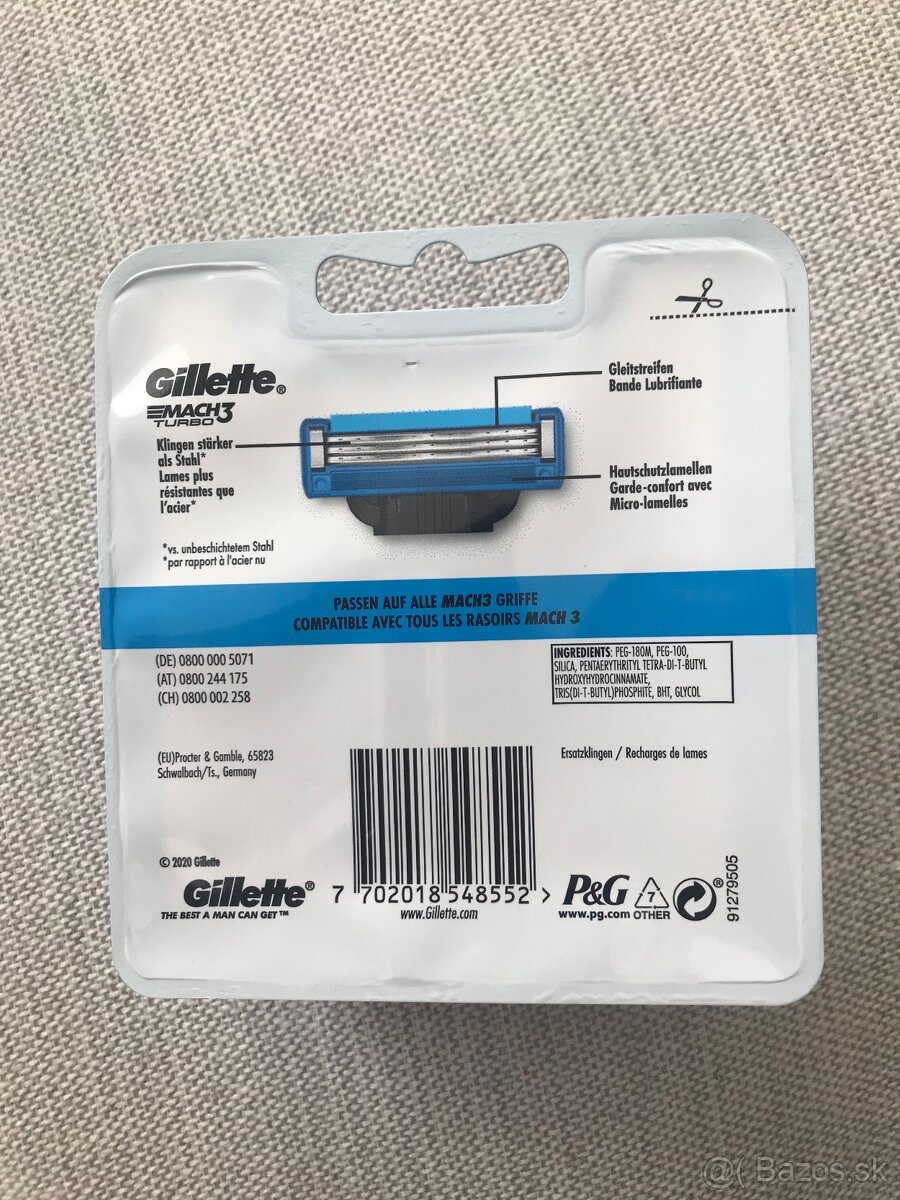 Gillette®
MACH3
TURBO
Klingen stärker
als Stahl*
Lames plus
résistantes que
l'acier*
*vs. unbeschichtetem Stahl
*par rapport à l'acier nu
Gleitstreifen
Bande Lubrifiante
Hautschutzlamellen
Garde-confort avec
Micro-lamelles
PASSEN AUF ALLE MACH3 GRIFFE
COMPATIBLE AVEC TOUS LES RASOIRS MACH 3
(DE) 0800 000 5071
(AT) 0800 244 175
(CH) 0800 002 258
INGREDIENTS: PEG-180M, PEG-100,
SILICA, PENTAERYTHRITYL TETRA-DI-T-BUTYL
HYDROXYHYDROCINNAMATE,
TRIS(DI-T-BUTYL)PHOSPHITE, BHT, GLYCOL
(EU)Procter & Gamble, 65823
Schwalbach/Ts., Germany
Ersatzklingen / Recharges de lames
© 2020 Gillette
Gillette®
THE BEST A MAN CAN GET™
7 702018 548552 >
www.Gillette.com
P&G
www.pg.com
7
OTHER
®
91279505
@( Bazos.sk